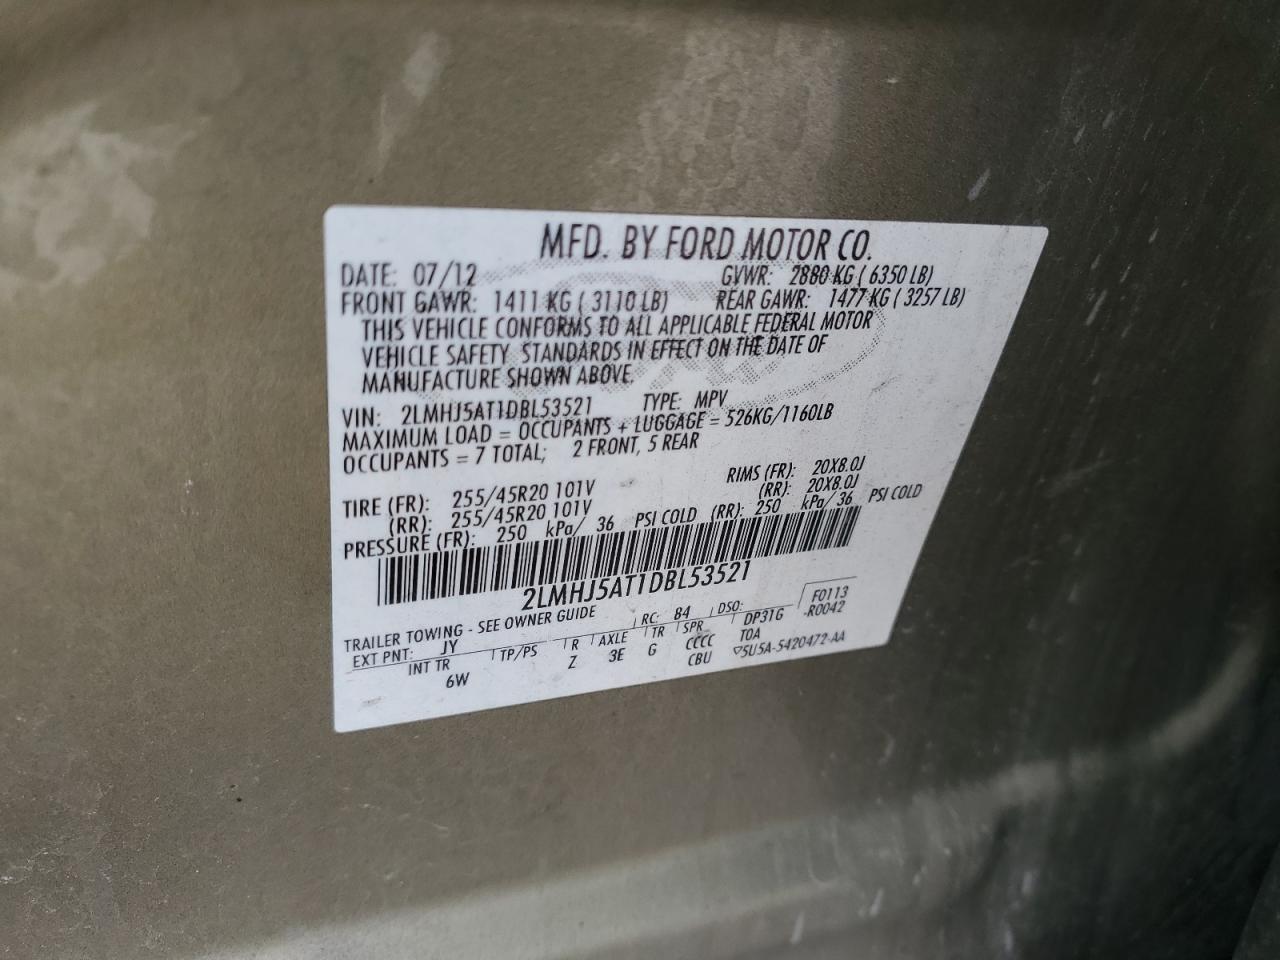 MFD. BY FORD MOTOR CO.
DATE: 07/12 GVWR: 2880 KG ( 6350 LB)
FRONT GAWR: 1411 KG ( 3110 LB) REAR GAWR: 1477 KG ( 3257 LB)
THIS VEHICLE CONFORMS TO ALL APPLICABLE FEDERAL MOTOR
VEHICLE SAFETY STANDARDS IN EFFECT ON THE DATE OF
MANUFACTURE SHOWN ABOVE.
VIN: 2LMHJ5AT1DBL53521 TYPE: MPV
MAXIMUM LOAD = OCCUPANTS + LUGGAGE = 526KG/1160LB
OCCUPANTS = 7 TOTAL; 2 FRONT, 5 REAR
TIRE (FR): 255/45R20 101V RIMS (FR): 20X8.0J
(RR): 255/45R20 101V (RR): 20X8.0J
PRESSURE (FR): 250 kPa/ 36 PSI COLD (RR): 250 kPa/ 36 PSI COLD
2LMHJ5AT1DBL53521
TRAILER TOWING - SEE OWNER GUIDE RC: 84 DSO: F0113
EXT PNT: JY R AXLE TR SPR DP31G -R0042
INT TR TP/PS Z 3E G CCCC TOA
6W CBU ▽5U5A-5420472-AA